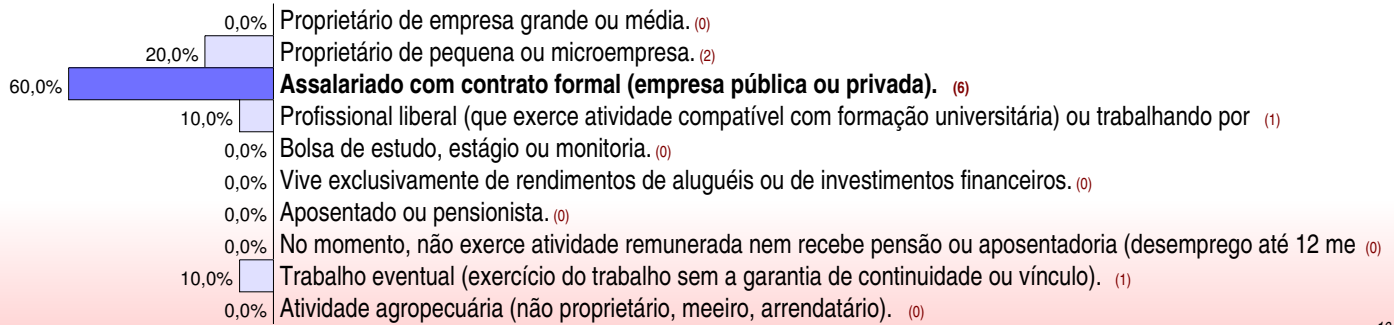 0,0% Proprietário de empresa grande ou média. (0)
20,0% Proprietário de pequena ou microempresa. (2)
60,0% Assalariado com contrato formal (empresa pública ou privada). (6)
10,0% Profissional liberal (que exerce atividade compatível com formação universitária) ou trabalhando por (1)
0,0% Bolsa de estudo, estágio ou monitoria. (0)
0,0% Vive exclusivamente de rendimentos de aluguéis ou de investimentos financeiros. (0)
0,0% Aposentado ou pensionista. (0)
0,0% No momento, não exerce atividade remunerada nem recebe pensão ou aposentadoria (desemprego até 12 me (0)
10,0% Trabalho eventual (exercício do trabalho sem a garantia de continuidade ou vínculo). (1)
0,0% Atividade agropecuária (não proprietário, meeiro, arrendatário). (0)